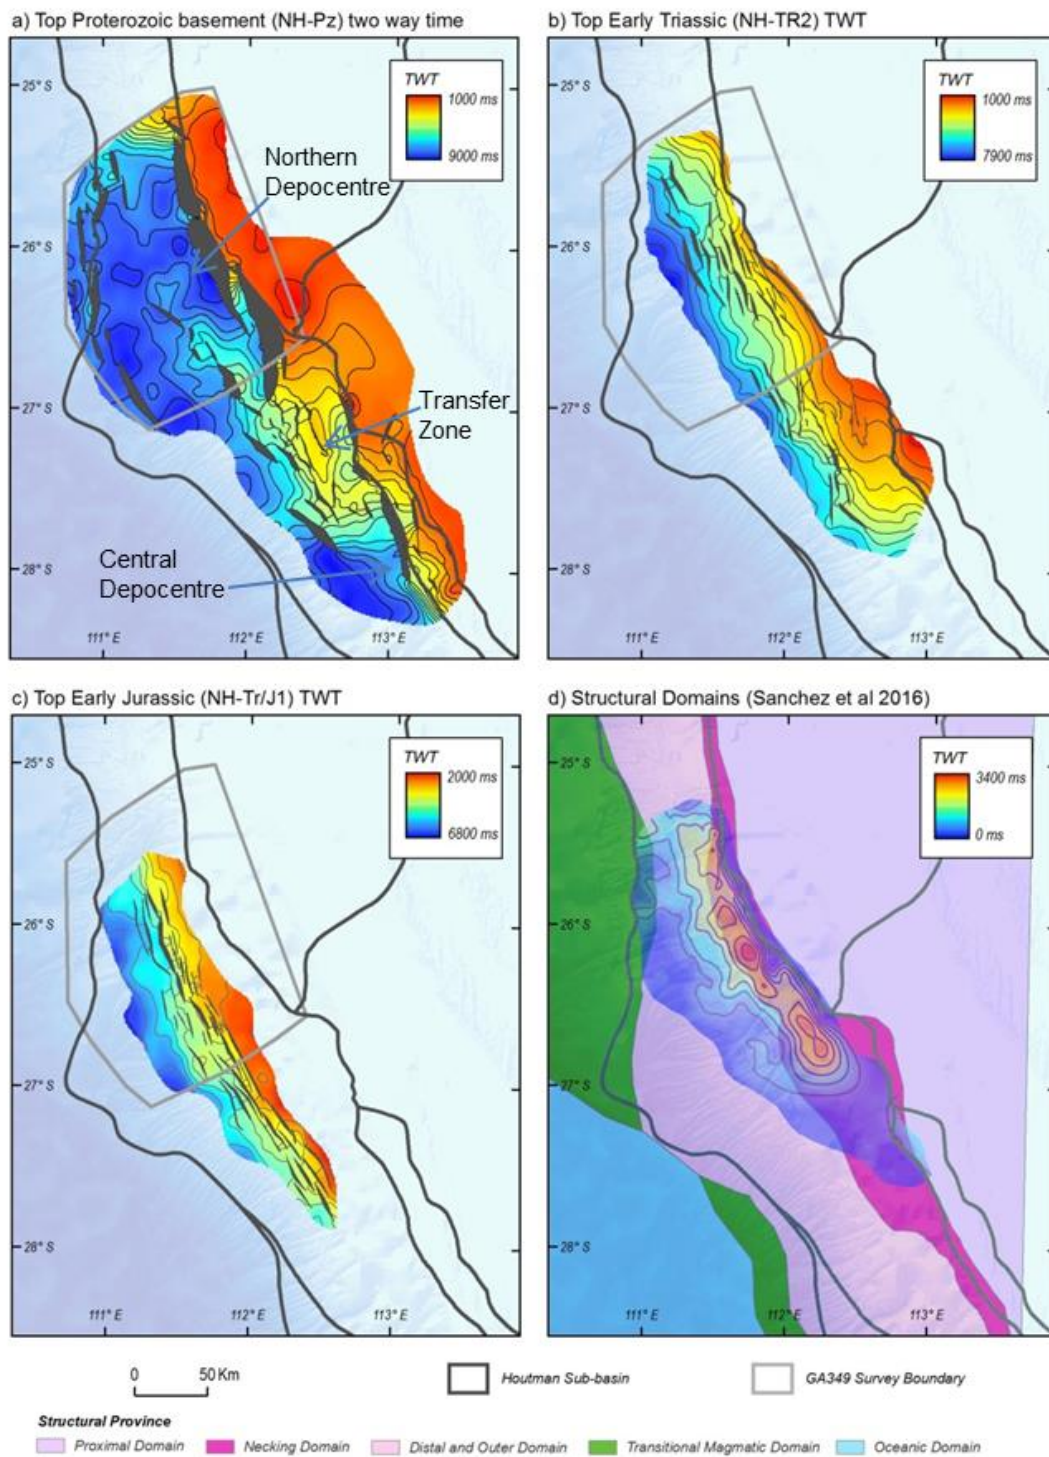 a) Top Proterozoic basement (NH-Pz) two way time
25° S
26° S
27° S
28° S
111° E
112° E
113° E
TWT
1000 ms
9000 ms
Northern
Depocentre
Transfer
Zone
Central
Depocentre
b) Top Early Triassic (NH-TR2) TWT
25° S
26° S
27° S
28° S
111° E
112° E
113° E
TWT
1000 ms
7900 ms
c) Top Early Jurassic (NH-Tr/J1) TWT
25° S
26° S
27° S
28° S
111° E
112° E
113° E
TWT
2000 ms
6800 ms
d) Structural Domains (Sanchez et al 2016)
25° S
26° S
27° S
28° S
111° E
112° E
113° E
TWT
3400 ms
0 ms
0 50 Km
Houtman Sub-basin
GA349 Survey Boundary
Structural Province
Proximal Domain
Necking Domain
Distal and Outer Domain
Transitional Magmatic Domain
Oceanic Domain